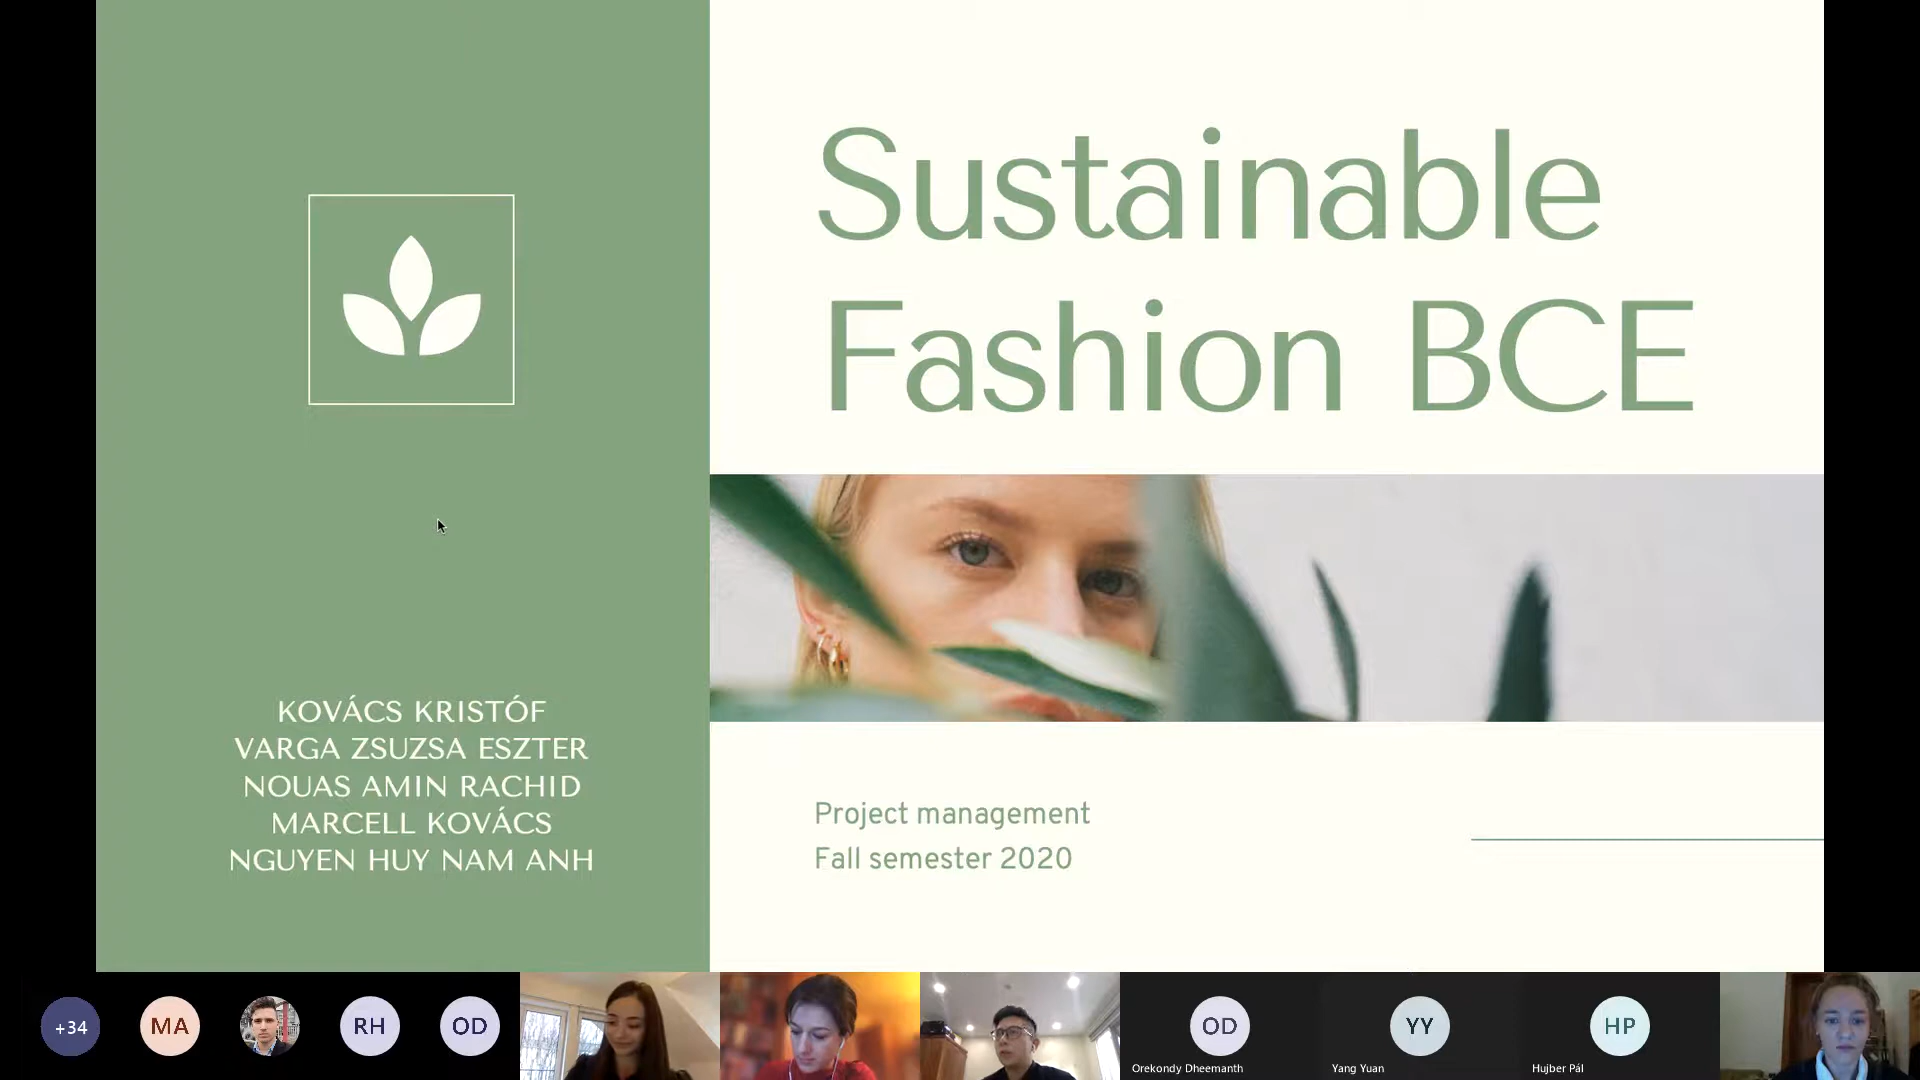 Sustainable
Fashion BCE
KOVÁCS KRISTÓF
VARGA ZSUZSA ESZTER
NOUAS AMIN RACHID
MARCELL KOVÁCS
NGUYEN HUY NAM ANH
Project management
Fall semester 2020
+34
MA
RH
OD
OD
Orekondy Dheemanth
YY
Yang Yuan
HP
Hujber Pál